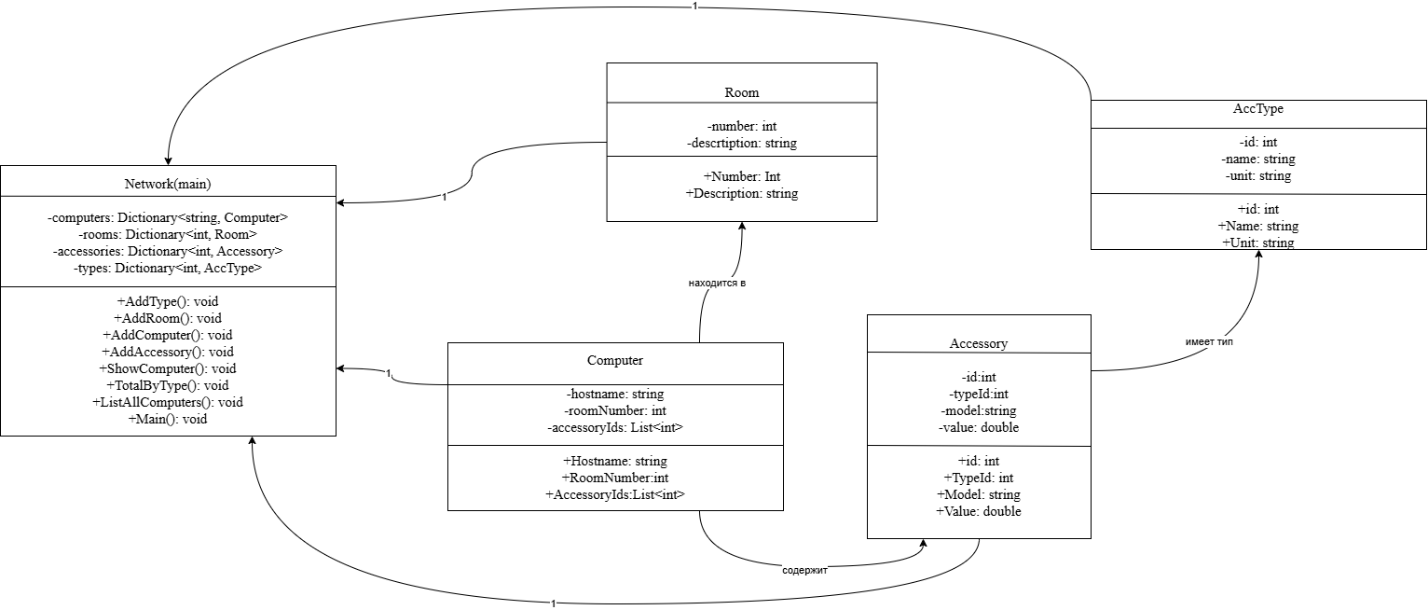 1
Room
-number: int
-descrtiption: string
+Number: Int
+Description: string
AccType
-id: int
-name: string
-unit: string
+id: int
+Name: string
+Unit: string
Network(main)
-computers: Dictionary<string, Computer>
-rooms: Dictionary<int, Room>
-accessories: Dictionary<int, Accessory>
-types: Dictionary<int, AccType>
+AddType(): void
+AddRoom(): void
+AddComputer(): void
+AddAccessory(): void
+ShowComputer(): void
+TotalByType(): void
+ListAllComputers(): void
+Main(): void
1
находится в
1
Computer
-hostname: string
-roomNumber: int
-accessoryIds: List<int>
+Hostname: string
+RoomNumber:int
+AccessoryIds:List<int>
Accessory
-id:int
-typeId:int
-model:string
-value: double
+id: int
+TypeId: int
+Model: string
+Value: double
имеет тип
содержит
1